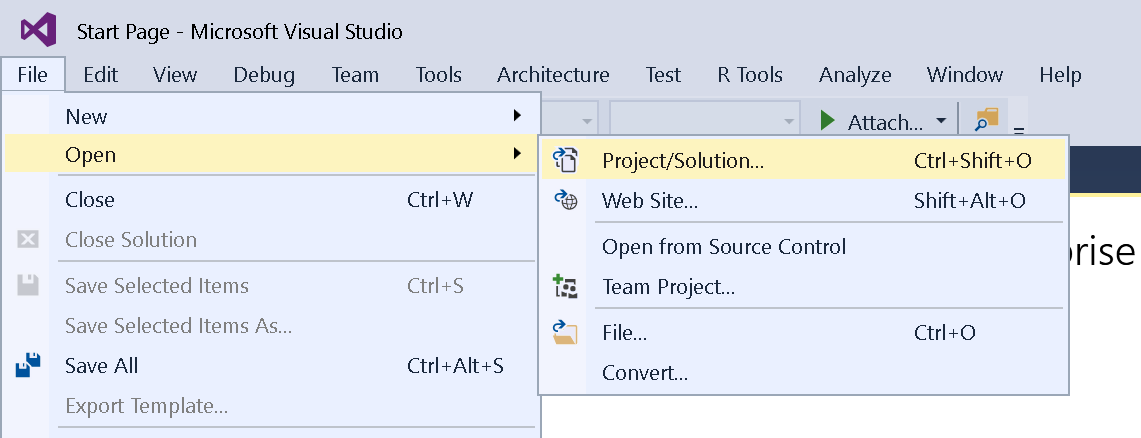 Start Page - Microsoft Visual Studio
File Edit View Debug Team Tools Architecture Test R Tools Analyze Window Help
Attach...
New
Open
Close Ctrl+W
Close Solution
Save Selected Items Ctrl+S
Save Selected Items As...
Save All Ctrl+Alt+S
Export Template...
Project/Solution... Ctrl+Shift+O
Web Site... Shift+Alt+O
Open from Source Control
Team Project...
File... Ctrl+O
Convert...
prise